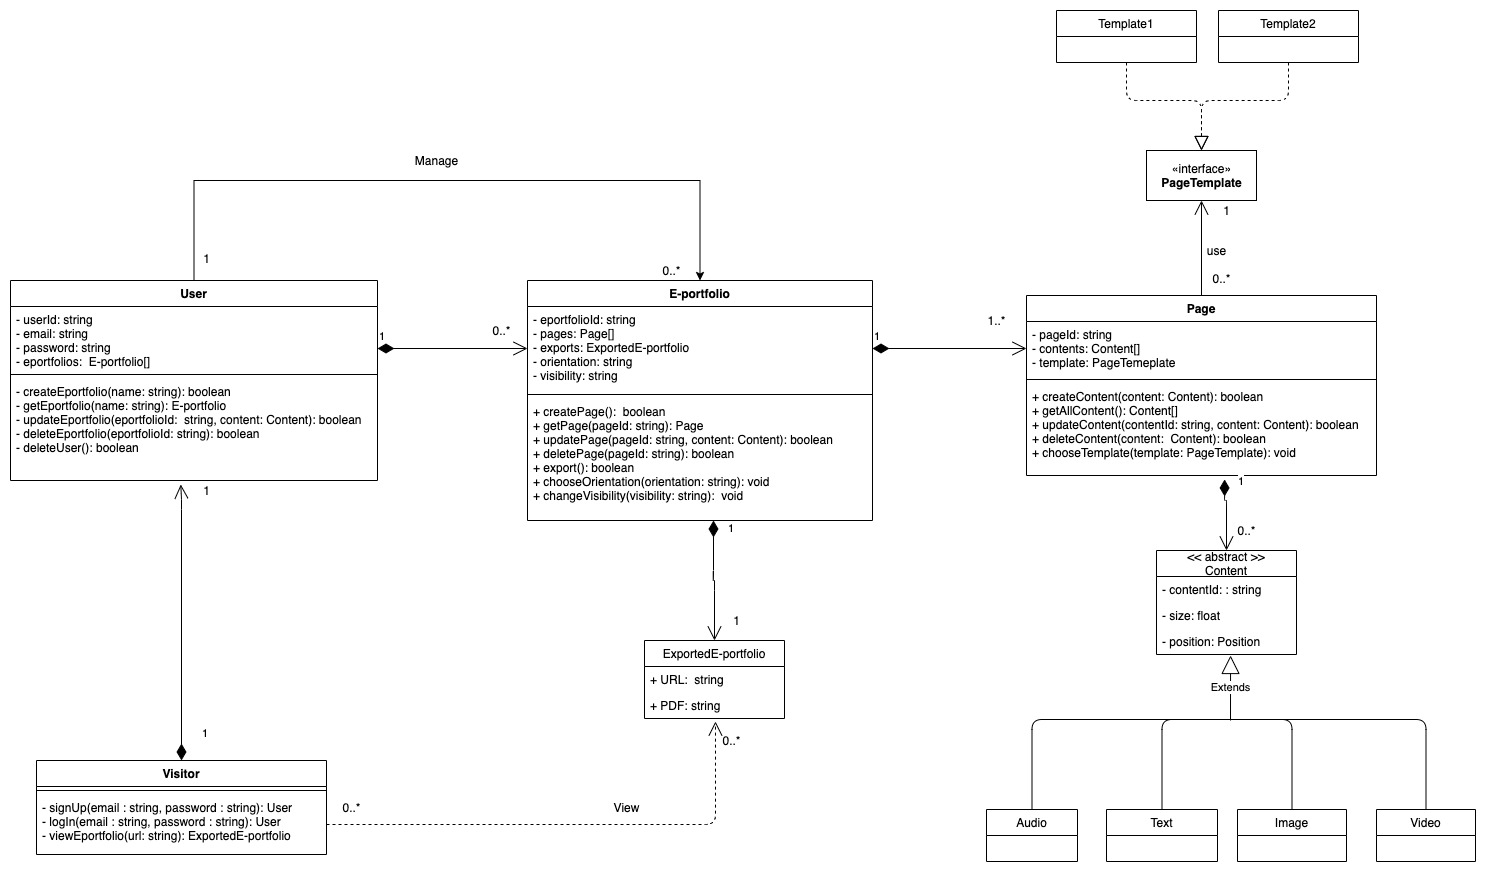 Template1
Template2
Manage
«interface»
PageTemplate
1
use
0..*
1
0..*
User
- userId: string
- email: string
- password: string
- eportfolios:  E-portfolio[]
- createEportfolio(name: string): boolean
- getEportfolio(name: string): E-portfolio
- updateEportfolio(eportfolioId:  string, content: Content): boolean
- deleteEportfolio(eportfolioId: string): boolean
- deleteUser(): boolean
1
0..*
E-portfolio
- eportfolioId: string
- pages: Page[]
- exports: ExportedE-portfolio
- orientation: string
- visibility: string
+ createPage():  boolean
+ getPage(pageId: string): Page
+ updatePage(pageId: string, content: Content): boolean
+ deletePage(pageId: string): boolean
+ export(): boolean
+ chooseOrientation(orientation: string): void
+ changeVisibility(visibility: string):  void
1
1..*
Page
- pageId: string
- contents: Content[]
- template: PageTemeplate
+ createContent(content: Content): boolean
+ getAllContent(): Content[]
+ updateContent(contentId: string, content: Content): boolean
+ deleteContent(content:  Content): boolean
+ chooseTemplate(template: PageTemplate): void
1
1
1
0..*
<< abstract >>
Content
- contentId: : string
- size: float
- position: Position
1
ExportedE-portfolio
+ URL:  string
+ PDF: string
0..*
Extends
1
Visitor
- signUp(email : string, password : string): User
- logIn(email : string, password : string): User
- viewEportfolio(url: string): ExportedE-portfolio
0..*
View
Audio
Text
Image
Video